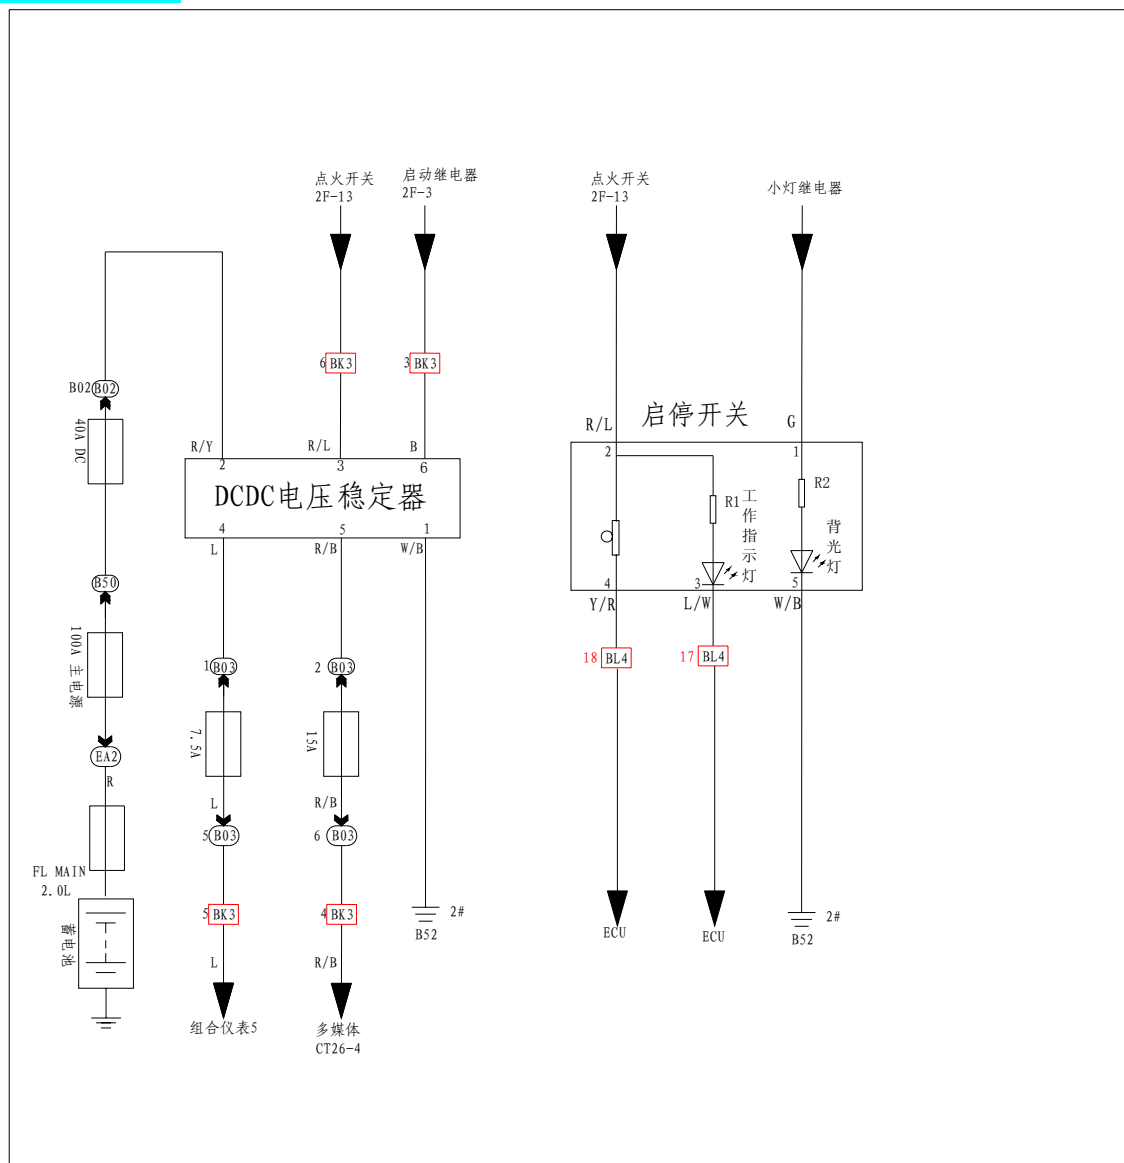 点火开关
2F-13
启动继电器
2F-3
点火开关
2F-13
小灯继电器
6 BK3
3 BK3
B02 B02
40A DC
R/Y
R/L
B
2
3
6
DCDC电压稳定器
4
5
1
L
R/B
W/B
启停开关
R/L
G
2
1
R1
工作指示灯
R2
背光灯
4
3
5
Y/R
L/W
W/B
18 BL4
17 BL4
B50
100A 主电源
EA2
R
1 B03
2 B03
7.5A
15A
L
R/B
5 B03
6 B03
FL MAIN
2.0L
蓄电池
5 BK3
4 BK3
2#
B52
ECU
ECU
2#
B52
L
R/B
组合仪表5
多媒体
CT26-4